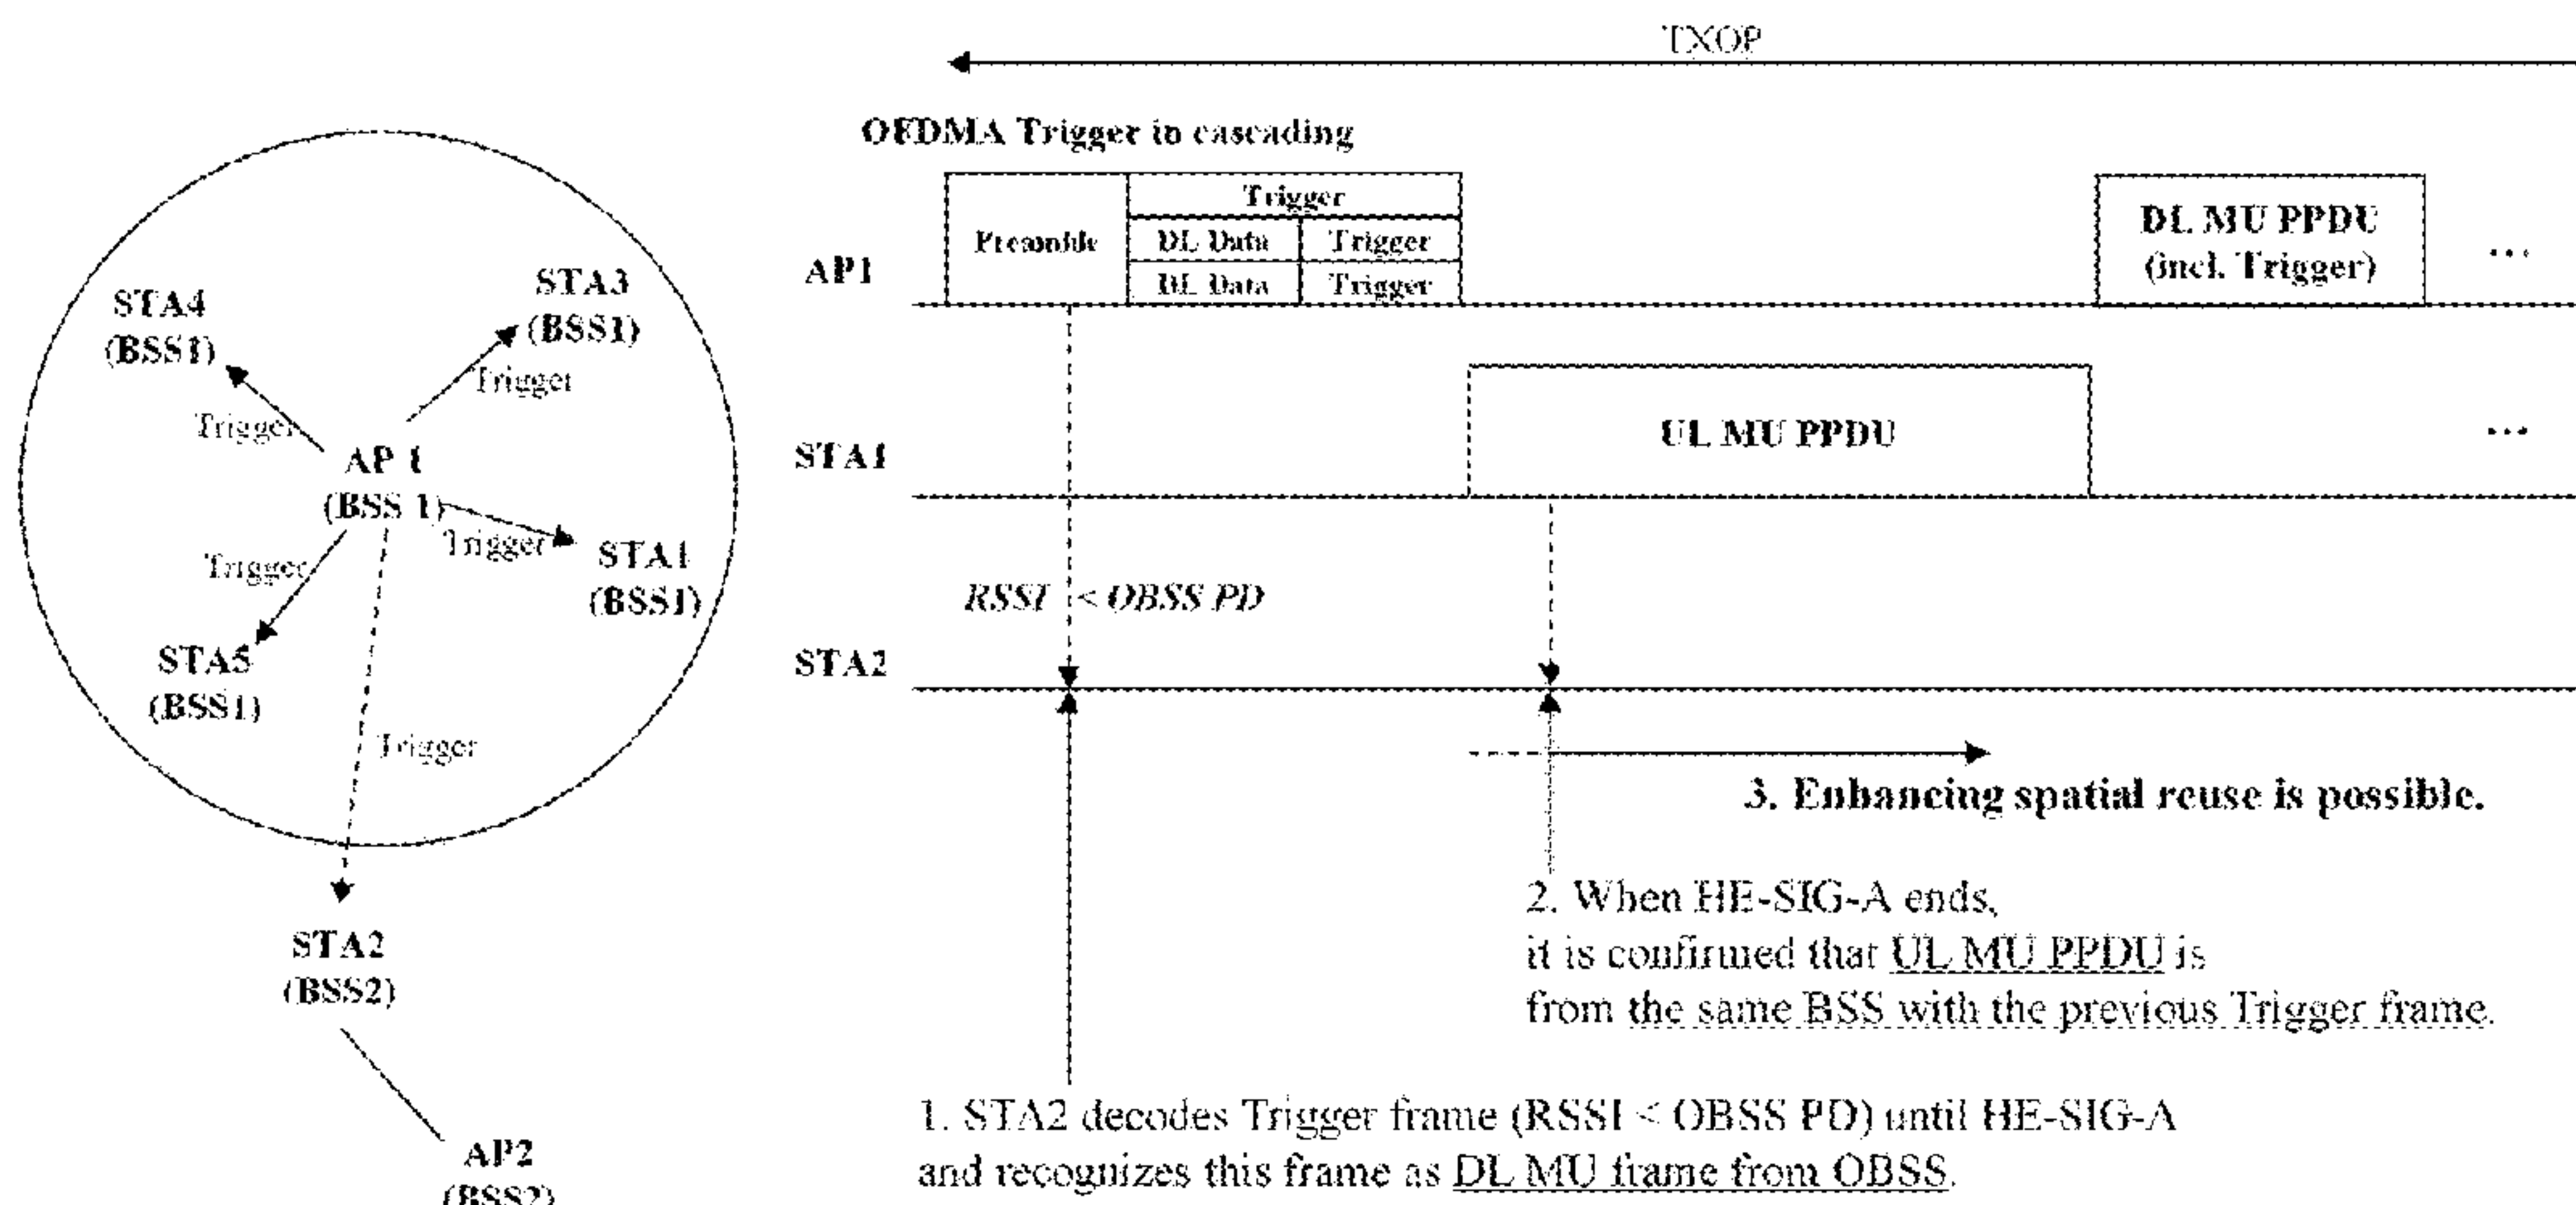 TXOP
OFDMA Trigger in cascading
AP1
Preamble
Trigger
DL Data
Trigger
DL Data
Trigger
DL MU PPDU
(incl. Trigger)
...
STA1
UL MU PPDU
...
RSSI < OBSS PD
STA2
3. Enhancing spatial reuse is possible.
2. When HE-SIG-A ends,
it is confirmed that UL MU PPDU is
from the same BSS with the previous Trigger frame.
1. STA2 decodes Trigger frame (RSSI < OBSS PD) until HE-SIG-A
and recognizes this frame as DL MU frame from OBSS.
STA4
(BSS1)
STA3
(BSS1)
Trigger
Trigger
AP 1
(BSS 1)
Trigger
Trigger
STA1
(BSS1)
STA5
(BSS1)
Trigger
STA2
(BSS2)
AP2
(BSS2)